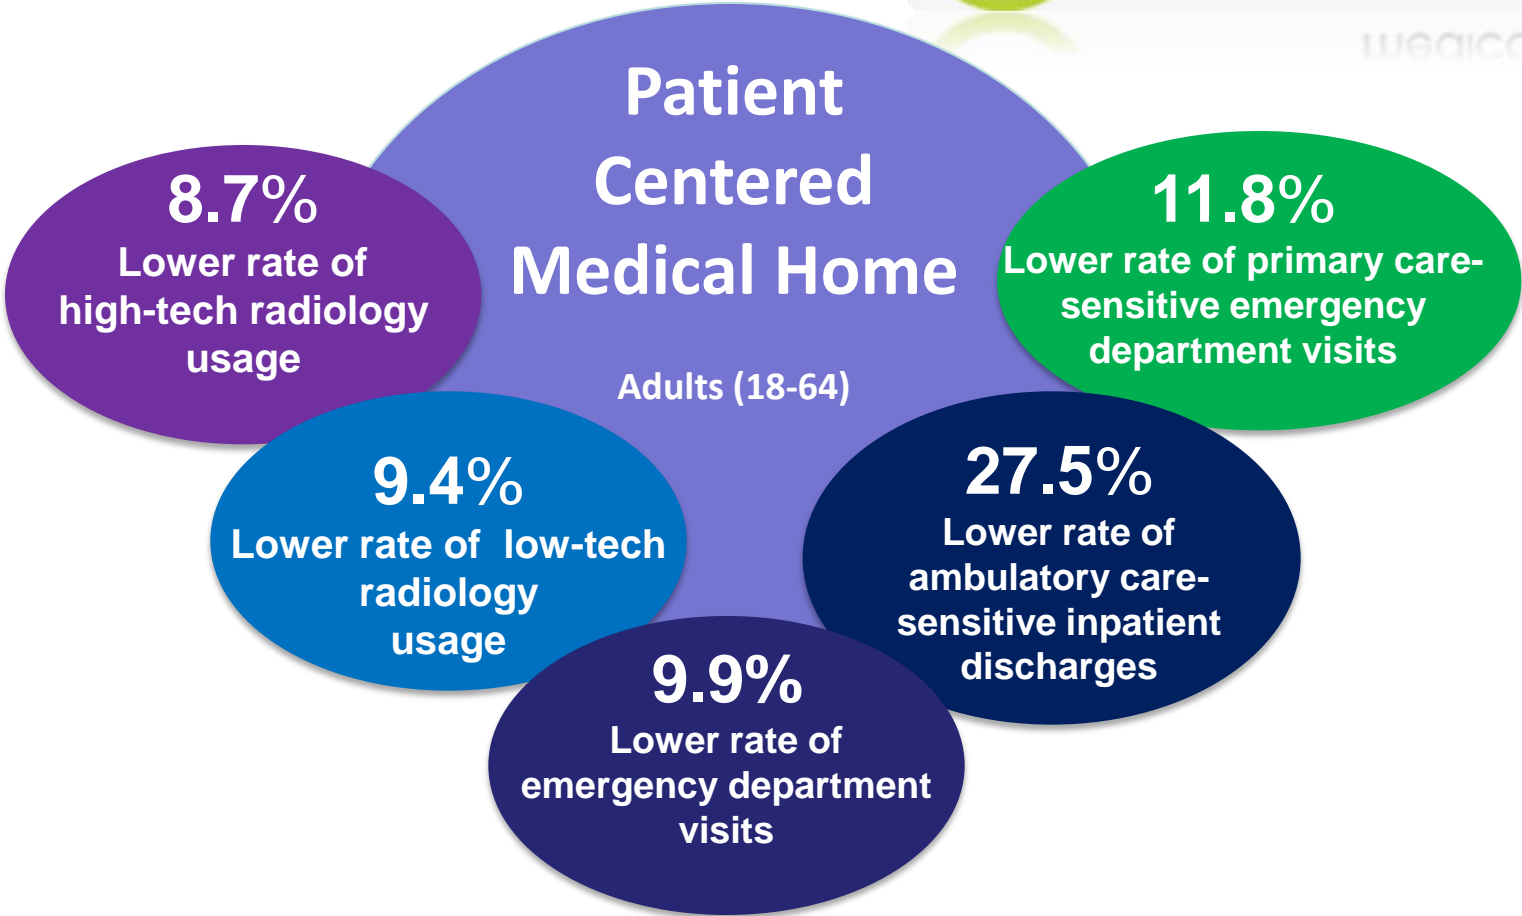 Patient
Centered
Medical Home
Adults (18-64)
8.7%
Lower rate of
high-tech radiology
usage
9.4%
Lower rate of  low-tech
radiology
usage
9.9%
Lower rate of
emergency department
visits
27.5%
Lower rate of
ambulatory care-
sensitive inpatient
discharges
11.8%
Lower rate of primary care-
sensitive emergency
department visits